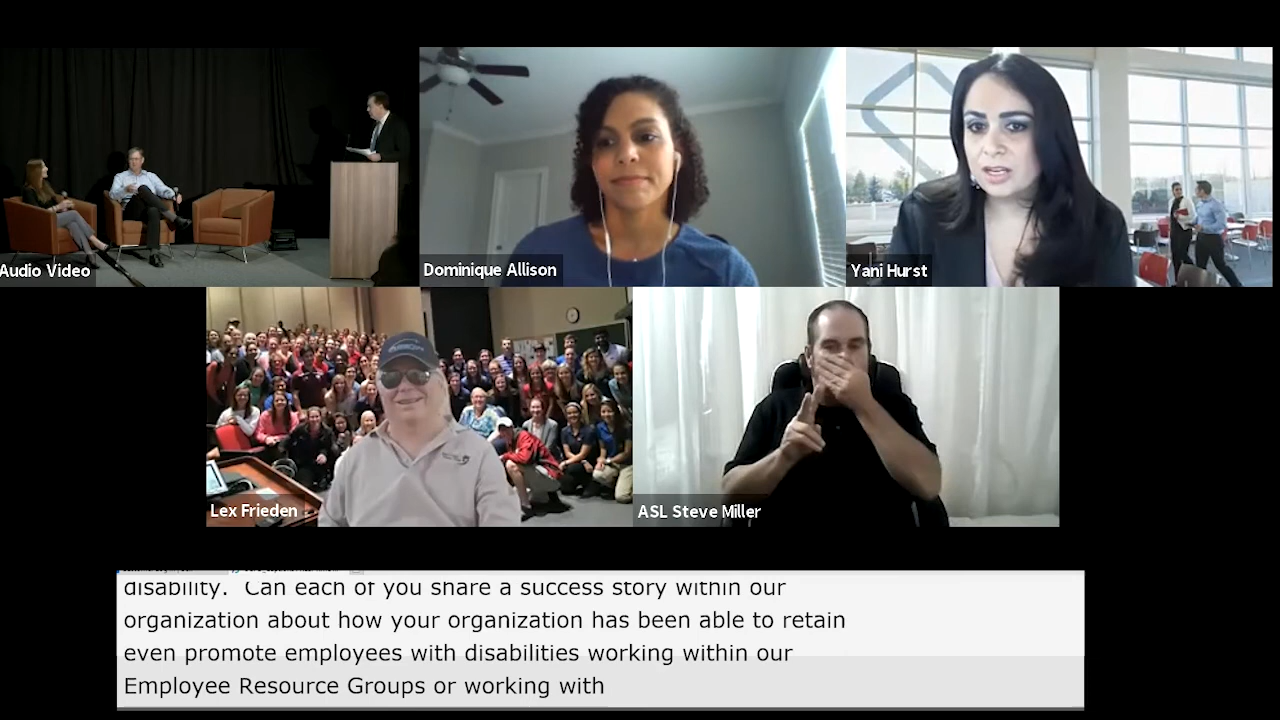 Audio Video
Dominique Allison
Yani Hurst
Lex Frieden
ASL Steve Miller
disability.  Can each of you share a success story within our
organization about how your organization has been able to retain
even promote employees with disabilities working within our
Employee Resource Groups or working with